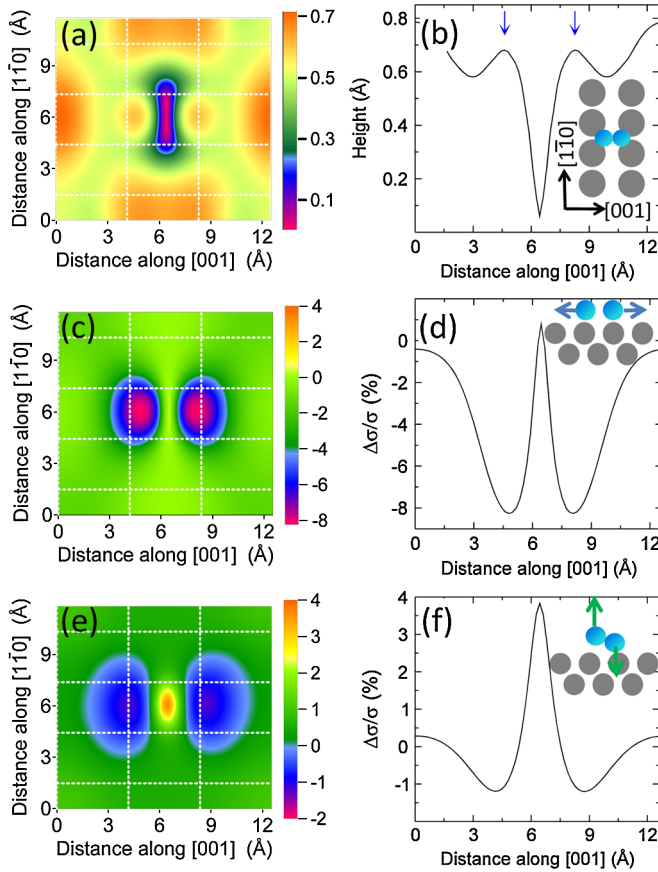 (a)
Distance along [11̄0] (Å)
9
6
3
0
0 3 6 9 12
Distance along [001] (Å)
0.7
0.5
0.3
0.1
(b)
Height (Å)
0.8
0.6
0.4
0.2
0 3 6 9 12
Distance along [001] (Å)
[11̄0]
[001]
(c)
Distance along [11̄0] (Å)
9
6
3
0
0 3 6 9 12
Distance along [001] (Å)
4
2
0
-2
-4
-6
-8
(d)
Δσ/σ (%)
0
-2
-4
-6
-8
0 3 6 9 12
Distance along [001] (Å)
(e)
Distance along [11̄0] (Å)
9
6
3
0
0 3 6 9 12
Distance along [001] (Å)
4
3
2
1
0
-1
-2
(f)
Δσ/σ (%)
4
3
2
0
-1
0 3 6 9 12
Distance along [001] (Å)